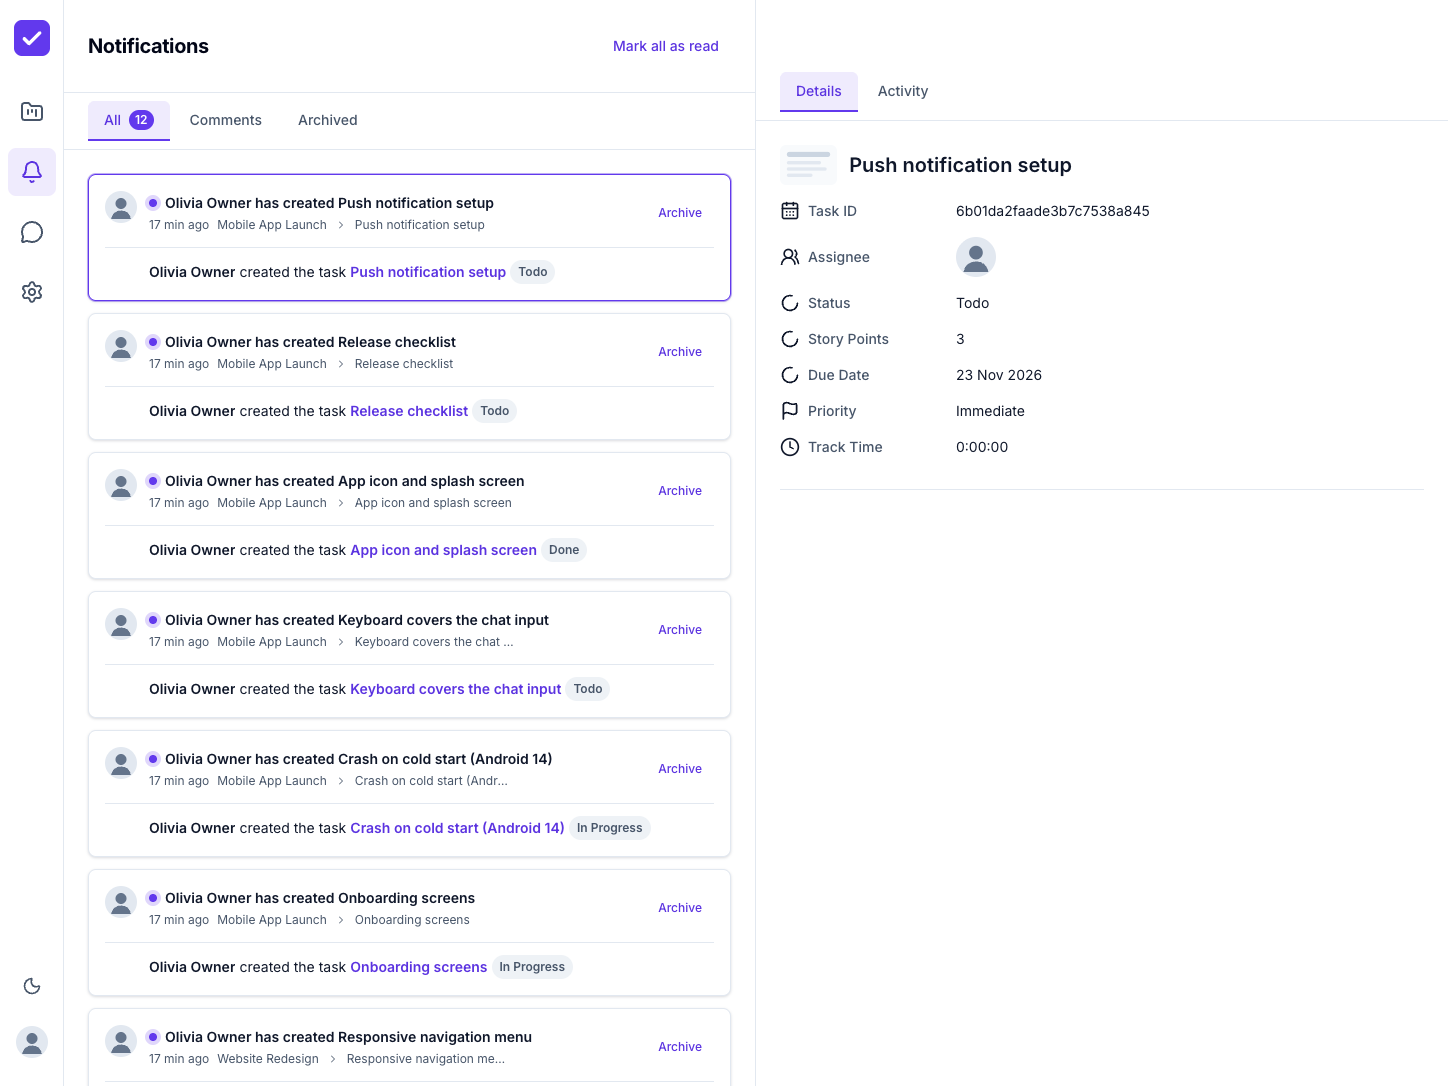 Notifications
Mark all as read
All 12
Comments
Archived
Olivia Owner has created Push notification setup
17 min ago Mobile App Launch > Push notification setup
Archive
Olivia Owner created the task Push notification setup Todo
Olivia Owner has created Release checklist
17 min ago Mobile App Launch > Release checklist
Archive
Olivia Owner created the task Release checklist Todo
Olivia Owner has created App icon and splash screen
17 min ago Mobile App Launch > App icon and splash screen
Archive
Olivia Owner created the task App icon and splash screen Done
Olivia Owner has created Keyboard covers the chat input
17 min ago Mobile App Launch > Keyboard covers the chat ...
Archive
Olivia Owner created the task Keyboard covers the chat input Todo
Olivia Owner has created Crash on cold start (Android 14)
17 min ago Mobile App Launch > Crash on cold start (Andr...
Archive
Olivia Owner created the task Crash on cold start (Android 14) In Progress
Olivia Owner has created Onboarding screens
17 min ago Mobile App Launch > Onboarding screens
Archive
Olivia Owner created the task Onboarding screens In Progress
Olivia Owner has created Responsive navigation menu
17 min ago Website Redesign > Responsive navigation me...
Archive
Details
Activity
Push notification setup
Task ID 6b01da2faade3b7c7538a845
Assignee
Status Todo
Story Points 3
Due Date 23 Nov 2026
Priority Immediate
Track Time 0:00:00